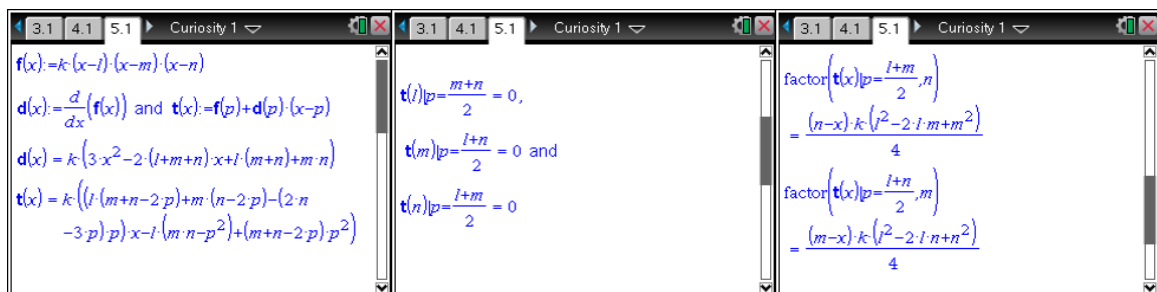 3.1 4.1 5.1 Curiosity 1
f(x):=k·(x-l)·(x-m)·(x-n)
d(x):=d/dx(f(x)) and t(x):=f(p)+d(p)·(x-p)
d(x) = k·(3·x²-2·(l+m+n)·x+l·(m+n)+m·n)
t(x) = k·((l·(m+n-2·p)+m·(n-2·p)-(2·n
-3·p)·p)·x-l·(m·n-p²)+(m+n-2·p)·p²)
3.1 4.1 5.1 Curiosity 1
t(l)|p=(m+n)/2 = 0,
t(m)|p=(l+n)/2 = 0 and
t(n)|p=(l+m)/2 = 0
3.1 4.1 5.1 Curiosity 1
factor(t(x)|p=(l+m)/2,n)
= ((n-x)·k·(l²-2·l·m+m²))/4
factor(t(x)|p=(l+n)/2,m)
= ((m-x)·k·(l²-2·l·n+n²))/4